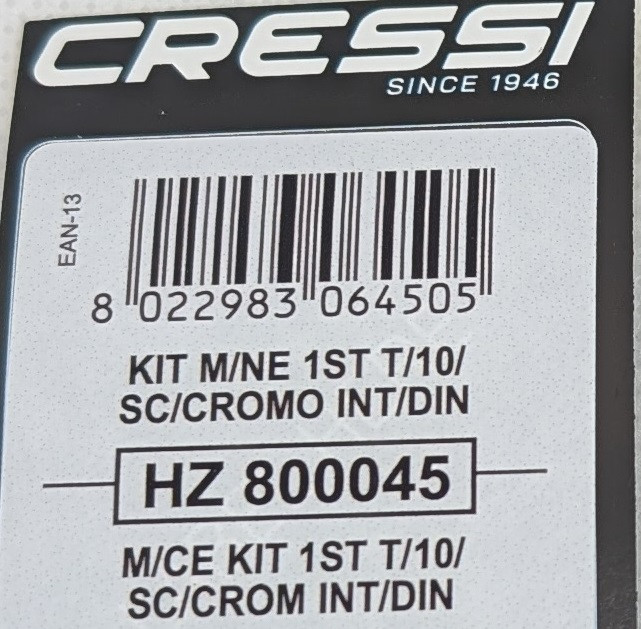 CRESSI
SINCE 1946
EAN-13
8 022983 064505
KIT M/NE 1ST T/10/
SC/CROMO INT/DIN
HZ 800045
M/CE KIT 1ST T/10/
SC/CROM INT/DIN